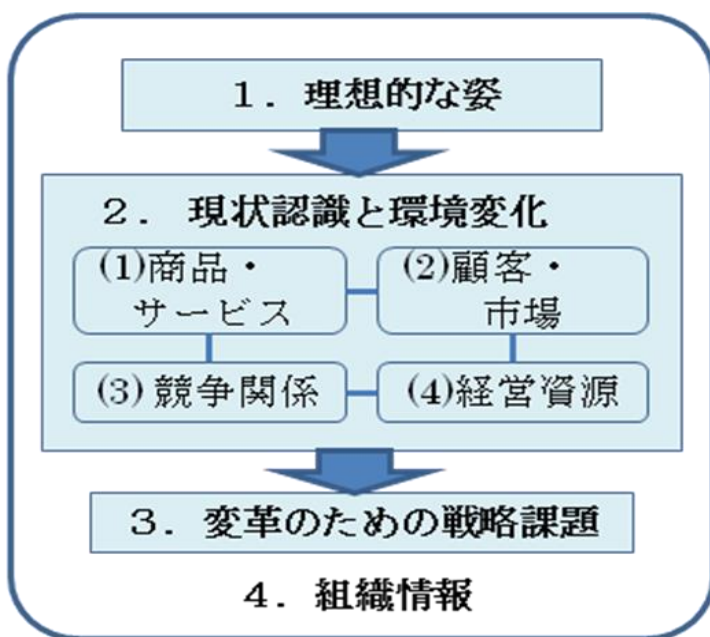 １．理想的な姿
２． 現状認識と環境変化
(1)商品・
サービス
(2)顧客・
市場
(3)競争関係
(4)経営資源
３．変革のための戦略課題
４．組織情報